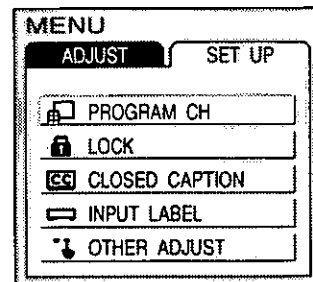 MENU
ADJUST SET UP
PROGRAM CH
LOCK
CC CLOSED CAPTION
INPUT LABEL
OTHER ADJUST